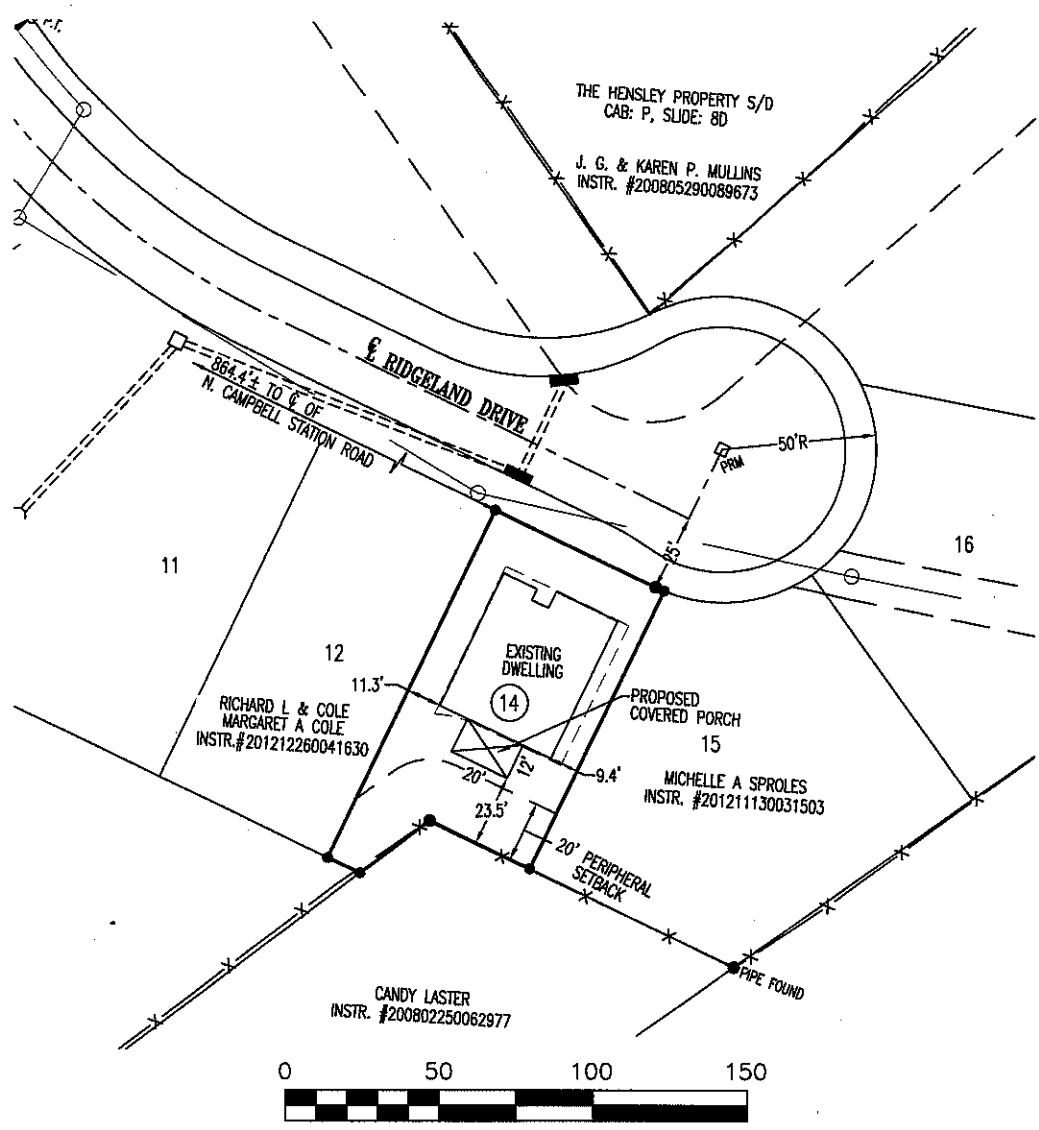 P.F.
THE HENSLEY PROPERTY S/D
CAB: P, SLIDE: 8D
J. G. & KAREN P. MULLINS
INSTR. #200805290089673
℄ RIDGELAND DRIVE
864.4'± TO ℄ OF
N. CAMPBELL STATION ROAD
PRM
50'R
25'
16
11
12
EXISTING
DWELLING
11.3'
14
PROPOSED
COVERED PORCH
RICHARD L & COLE
MARGARET A COLE
INSTR.#201212260041630
15
20'
12'
9.4'
MICHELLE A SPROLES
INSTR. #201211130031503
23.5'
20' PERIPHERAL
SETBACK
PIPE FOUND
CANDY LASTER
INSTR. #200802250062977
0 50 100 150